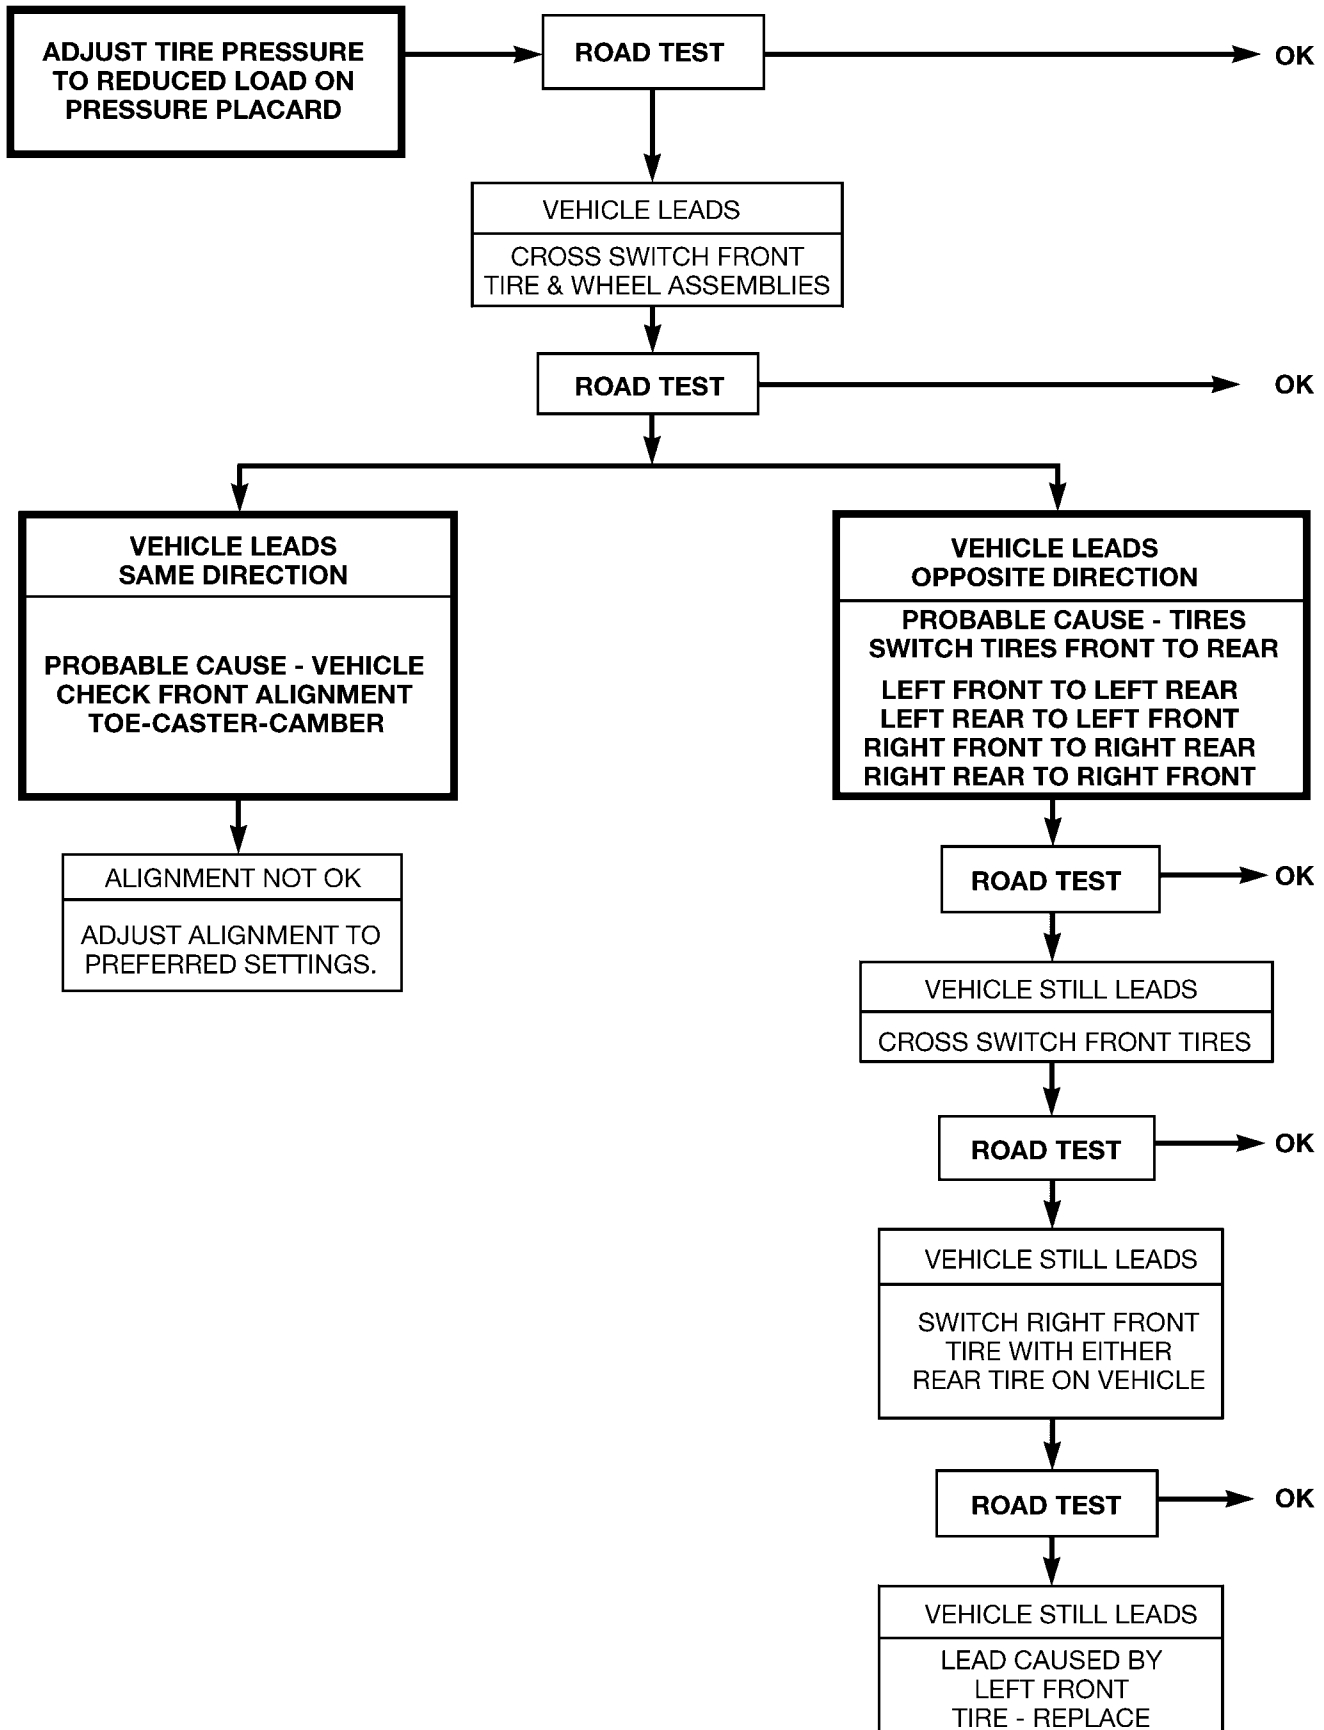 ADJUST TIRE PRESSURE
TO REDUCED LOAD ON
PRESSURE PLACARD
ROAD TEST
OK
VEHICLE LEADS
CROSS SWITCH FRONT
TIRE & WHEEL ASSEMBLIES
ROAD TEST
OK
VEHICLE LEADS
SAME DIRECTION
PROBABLE CAUSE - VEHICLE
CHECK FRONT ALIGNMENT
TOE-CASTER-CAMBER
ALIGNMENT NOT OK
ADJUST ALIGNMENT TO
PREFERRED SETTINGS.
VEHICLE LEADS
OPPOSITE DIRECTION
PROBABLE CAUSE - TIRES
SWITCH TIRES FRONT TO REAR
LEFT FRONT TO LEFT REAR
LEFT REAR TO LEFT FRONT
RIGHT FRONT TO RIGHT REAR
RIGHT REAR TO RIGHT FRONT
ROAD TEST
OK
VEHICLE STILL LEADS
CROSS SWITCH FRONT TIRES
ROAD TEST
OK
VEHICLE STILL LEADS
SWITCH RIGHT FRONT
TIRE WITH EITHER
REAR TIRE ON VEHICLE
ROAD TEST
OK
VEHICLE STILL LEADS
LEAD CAUSED BY
LEFT FRONT
TIRE - REPLACE